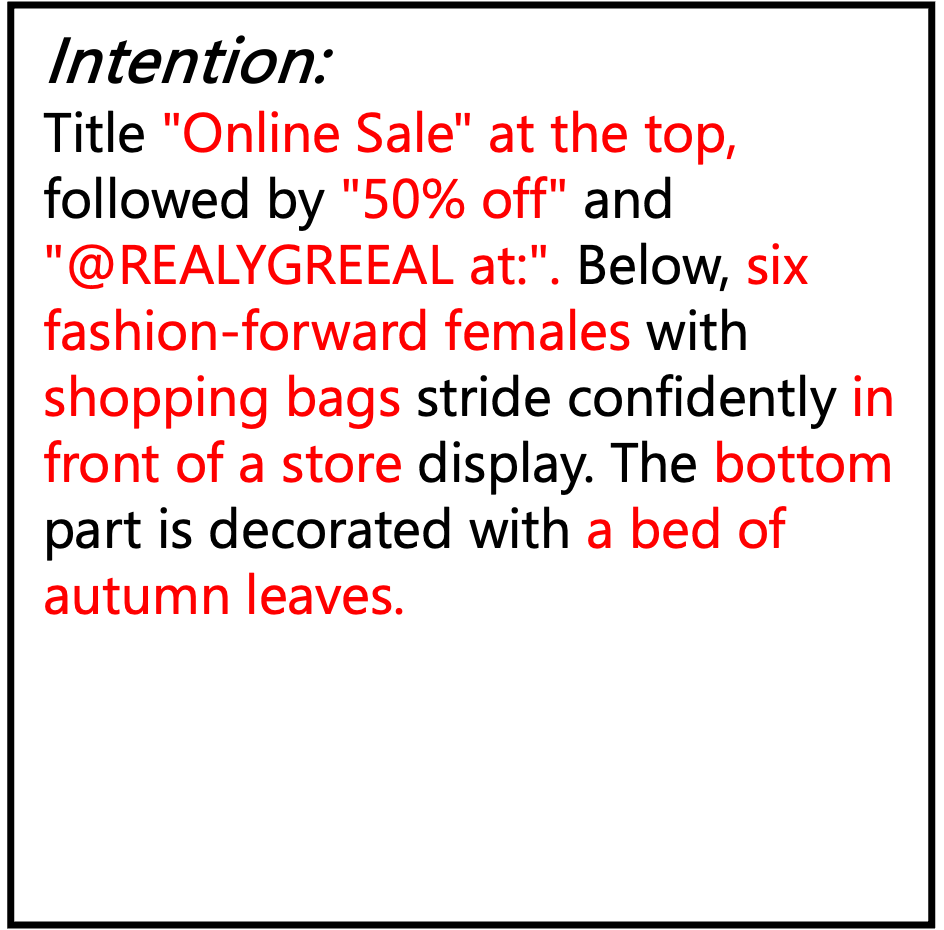 Intention:
Title "Online Sale" at the top,
followed by "50% off" and
"@REALYGREEAL at:". Below, six
fashion-forward females with
shopping bags stride confidently in
front of a store display. The bottom
part is decorated with a bed of
autumn leaves.